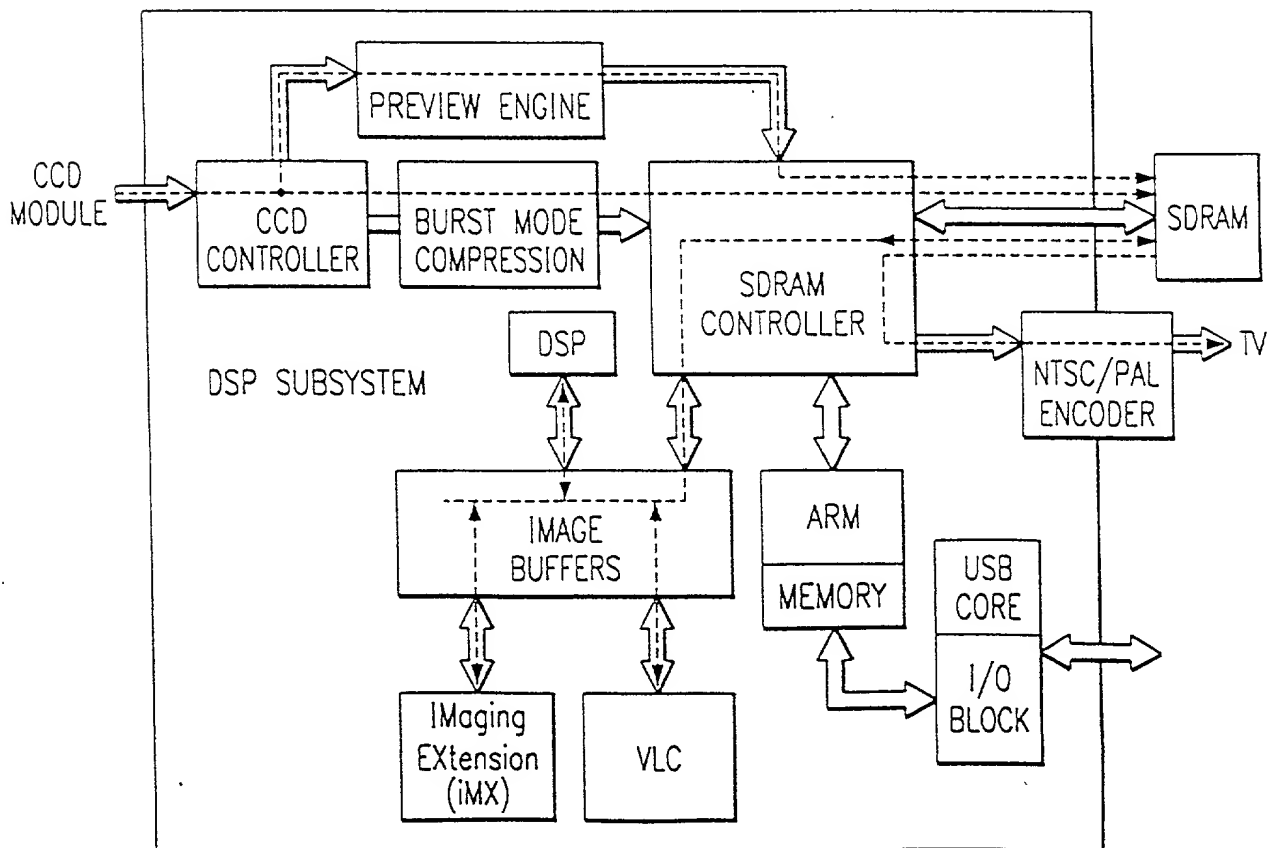 PREVIEW ENGINE
CCD
MODULE
CCD
CONTROLLER
BURST MODE
COMPRESSION
SDRAM
CONTROLLER
SDRAM
DSP
DSP SUBSYSTEM
NTSC/PAL
ENCODER
TV
IMAGE
BUFFERS
ARM
MEMORY
USB
CORE
I/O
BLOCK
IMaging
EXtension
(iMX)
VLC